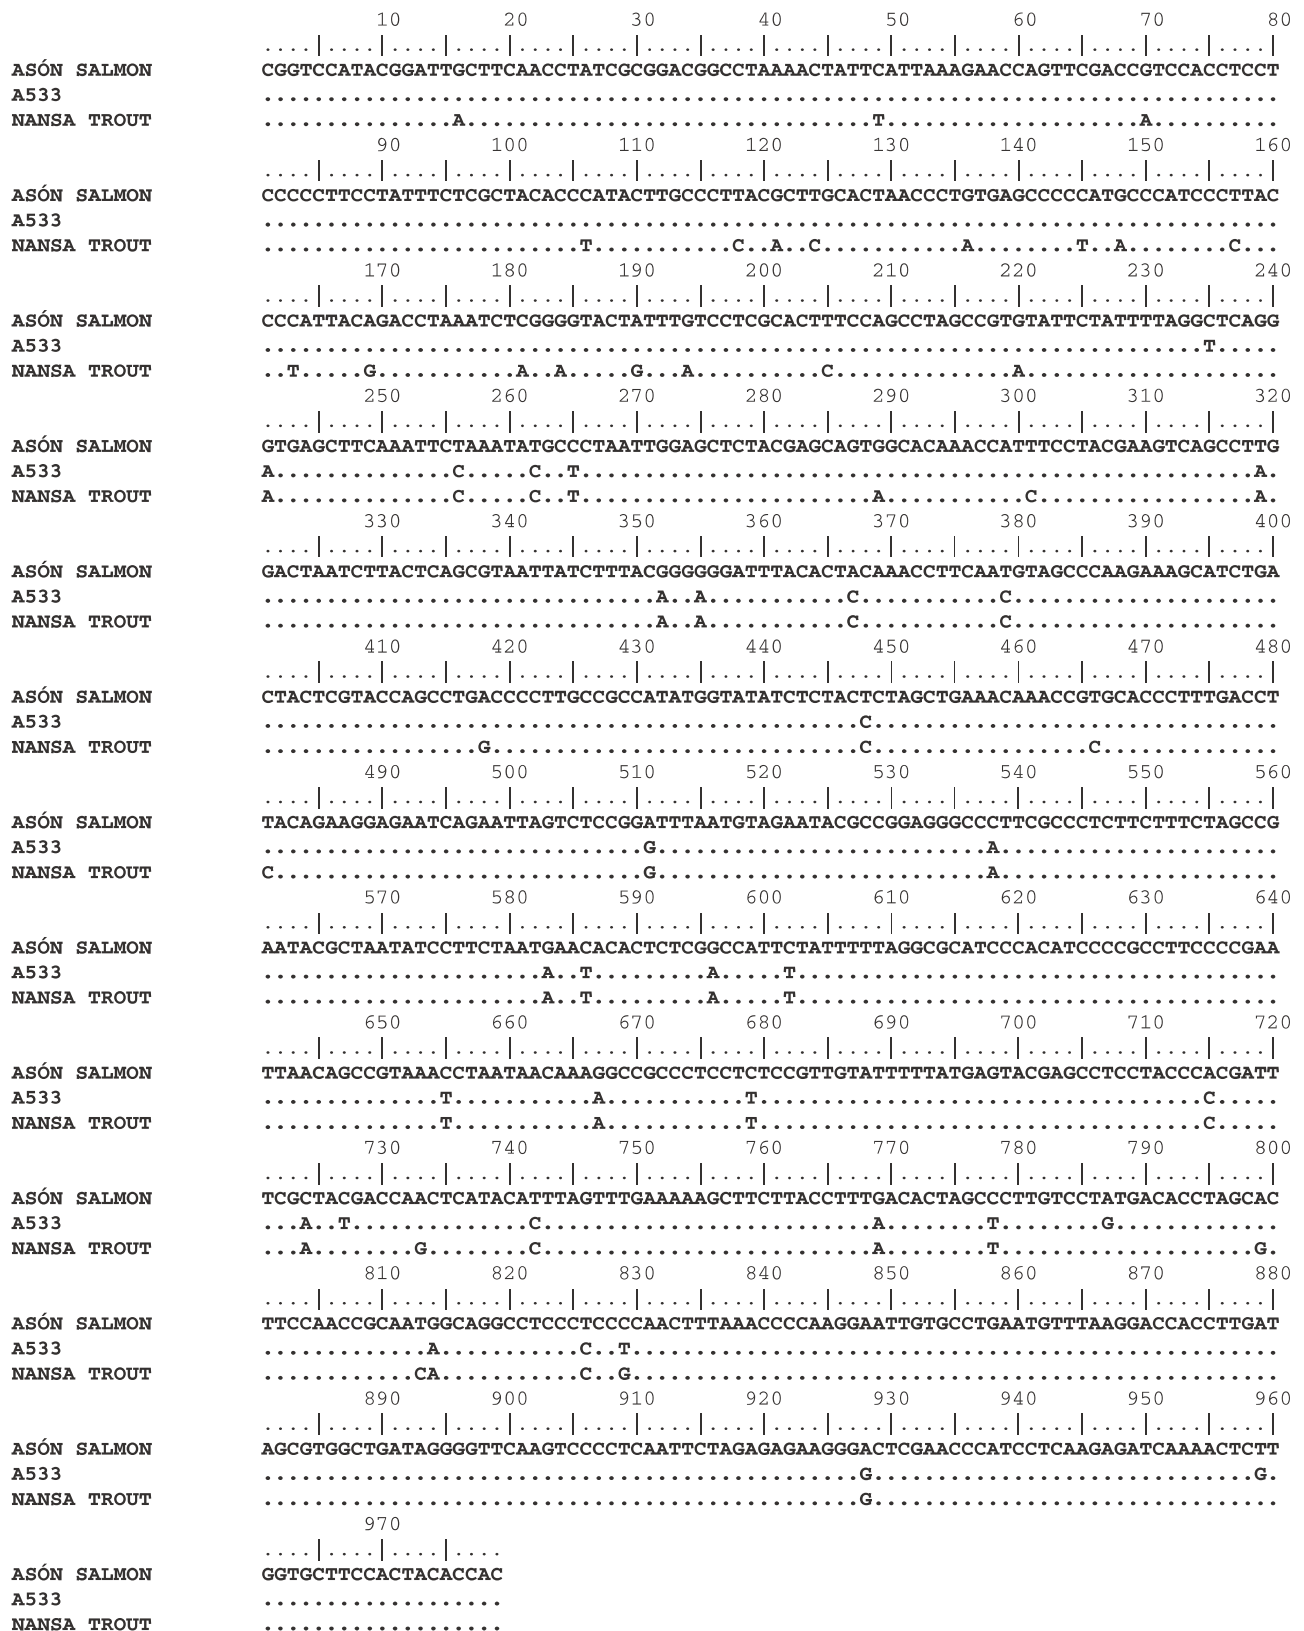 10 20 30 40 50 60 70 80
....|....|....|....|....|....|....|....|....|....|....|....|....|....|....|....|
ASÓN SALMON CGGTCCATACGGATTGCTTCAACCTATCGCGGACGGCCTAAAACTATTCATTAAAGAACCAGTTCGACCGTCCACCTCCT
A533 ................................................................................
NANSA TROUT ...............A................................T....................A..........
90 100 110 120 130 140 150 160
....|....|....|....|....|....|....|....|....|....|....|....|....|....|....|....|
ASÓN SALMON CCCCCTTCCTATTTCTCGCTACACCCATACTTGCCCTTACGCTTGCACTAACCCTGTGAGCCCCCATGCCCATCCCTTAC
A533 ................................................................................
NANSA TROUT .........................T...........C..A..C...........A........T..A........C...
170 180 190 200 210 220 230 240
....|....|....|....|....|....|....|....|....|....|....|....|....|....|....|....|
ASÓN SALMON CCCATTACAGACCTAAATCTCGGGGTACTATTTGTCCTCGCACTTTCCAGCCTAGCCGTGTATTCTATTTTAGGCTCAGG
A533 ..........................................................................T.....
NANSA TROUT ..T.....G...........A..A.....G...A..........C..............A....................
250 260 270 280 290 300 310 320
....|....|....|....|....|....|....|....|....|....|....|....|....|....|....|....|
ASÓN SALMON GTGAGCTTCAAATTCTAAATATGCCCTAATTGGAGCTCTACGAGCAGTGGCACAAACCATTTCCTACGAAGTCAGCCTTG
A533 A..............C.....C..T.....................................................A.
NANSA TROUT A..............C.....C..T.......................A...........C.................A.
330 340 350 360 370 380 390 400
....|....|....|....|....|....|....|....|....|....|....|....|....|....|....|....|
ASÓN SALMON GACTAATCTTACTCAGCGTAATTATCTTTACGGGGGGATTTACACTACAAACCTTCAATGTAGCCCAAGAAAGCATCTGA
A533 ...............................A..A...........C...........C.....................
NANSA TROUT ...............................A..A...........C...........C.....................
410 420 430 440 450 460 470 480
....|....|....|....|....|....|....|....|....|....|....|....|....|....|....|....|
ASÓN SALMON CTACTCGTACCAGCCTGACCCCTTGCCGCCATATGGTATATCTCTACTCTAGCTGAAACAAACCGTGCACCCTTTGACCT
A533 ...............................................C................................
NANSA TROUT .................G.............................C.................C..............
490 500 510 520 530 540 550 560
....|....|....|....|....|....|....|....|....|....|....|....|....|....|....|....|
ASÓN SALMON TACAGAAGGAGAATCAGAATTAGTCTCCGGATTTAATGTAGAATACGCCGGAGGGCCCTTCGCCCTCTTCTTTCTAGCCG
A533 ..............................G..........................A......................
NANSA TROUT C.............................G..........................A......................
570 580 590 600 610 620 630 640
....|....|....|....|....|....|....|....|....|....|....|....|....|....|....|....|
ASÓN SALMON AATACGCTAATATCCTTCTAATGAACACACTCTCGGCCATTCTATTTTTAGGCGCATCCCACATCCCCGCCTTCCCCGAA
A533 ......................A..T.........A.....T......................................
NANSA TROUT ......................A..T.........A.....T......................................
650 660 670 680 690 700 710 720
....|....|....|....|....|....|....|....|....|....|....|....|....|....|....|....|
ASÓN SALMON TTAACAGCCGTAAACCTAATAACAAAGGCCGCCCTCCTCTCCGTTGTATTTTTATGAGTACGAGCCTCCTACCCACGATT
A533 ..............T...........A...........T...................................C.....
NANSA TROUT ..............T...........A...........T...................................C.....
730 740 750 760 770 780 790 800
....|....|....|....|....|....|....|....|....|....|....|....|....|....|....|....|
ASÓN SALMON TCGCTACGACCAACTCATACATTTAGTTTGAAAAAGCTTCTTACCTTTGACACTAGCCCTTGTCCTATGACACCTAGCAC
A533 ...A..T..............C..........................A........T........G.............
NANSA TROUT ...A........G........C..........................A........T....................G.
810 820 830 840 850 860 870 880
....|....|....|....|....|....|....|....|....|....|....|....|....|....|....|....|
ASÓN SALMON TTCCAACCGCAATGGCAGGCCTCCCTCCCCAACTTTAAACCCCAAGGAATTGTGCCTGAATGTTTAAGGACCACCTTGAT
A533 .............A...........C..T...................................................
NANSA TROUT ............CA...........C..G...................................................
890 900 910 920 930 940 950 960
....|....|....|....|....|....|....|....|....|....|....|....|....|....|....|....|
ASÓN SALMON AGCGTGGCTGATAGGGGTTCAAGTCCCCTCAATTCTAGAGAGAAGGGACTCGAACCCATCCTCAAGAGATCAAAACTCTT
A533 ...............................................G..............................G.
NANSA TROUT ...............................................G................................
970
....|....|....|....
ASÓN SALMON GGTGCTTCCACTACACCAC
A533 ...................
NANSA TROUT ...................